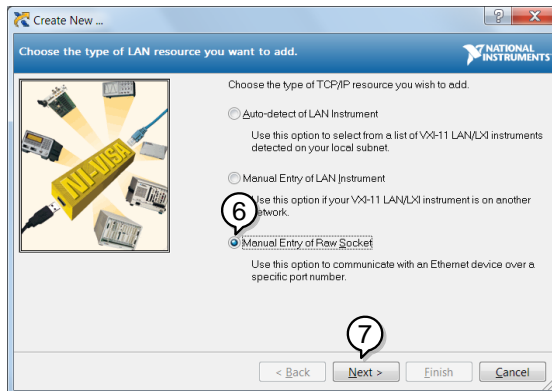 Create New ...
Choose the type of LAN resource you want to add.
NATIONAL
INSTRUMENTS
Choose the type of TCP/IP resource you wish to add.
Auto-detect of LAN Instrument
Use this option to select from a list of VXI-11 LAN/LXI instruments
detected on your local subnet.
Manual Entry of LAN Instrument
Use this option if your VXI-11 LAN/LXI instrument is on another
network.
6
Manual Entry of Raw Socket
Use this option to communicate with an Ethernet device over a
specific port number.
NI-VISA
7
< Back
Next >
Finish
Cancel